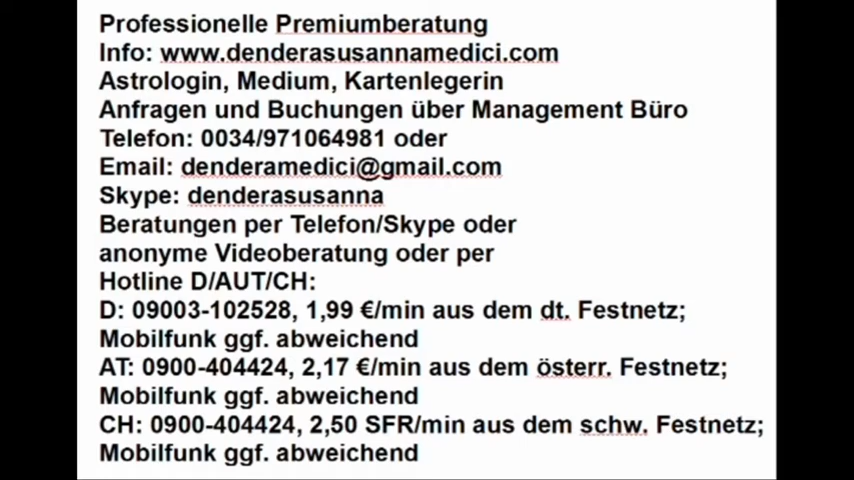 Professionelle Premiumberatung
Info: www.denderasusannamedici.com
Astrologin, Medium, Kartenlegerin
Anfragen und Buchungen über Management Büro
Telefon: 0034/971064981 oder
Email: denderamedici@gmail.com
Skype: denderasusanna
Beratungen per Telefon/Skype oder
anonyme Videoberatung oder per
Hotline D/AUT/CH:
D: 09003-102528, 1,99 €/min aus dem dt. Festnetz;
Mobilfunk ggf. abweichend
AT: 0900-404424, 2,17 €/min aus dem österr. Festnetz;
Mobilfunk ggf. abweichend
CH: 0900-404424, 2,50 SFR/min aus dem schw. Festnetz;
Mobilfunk ggf. abweichend